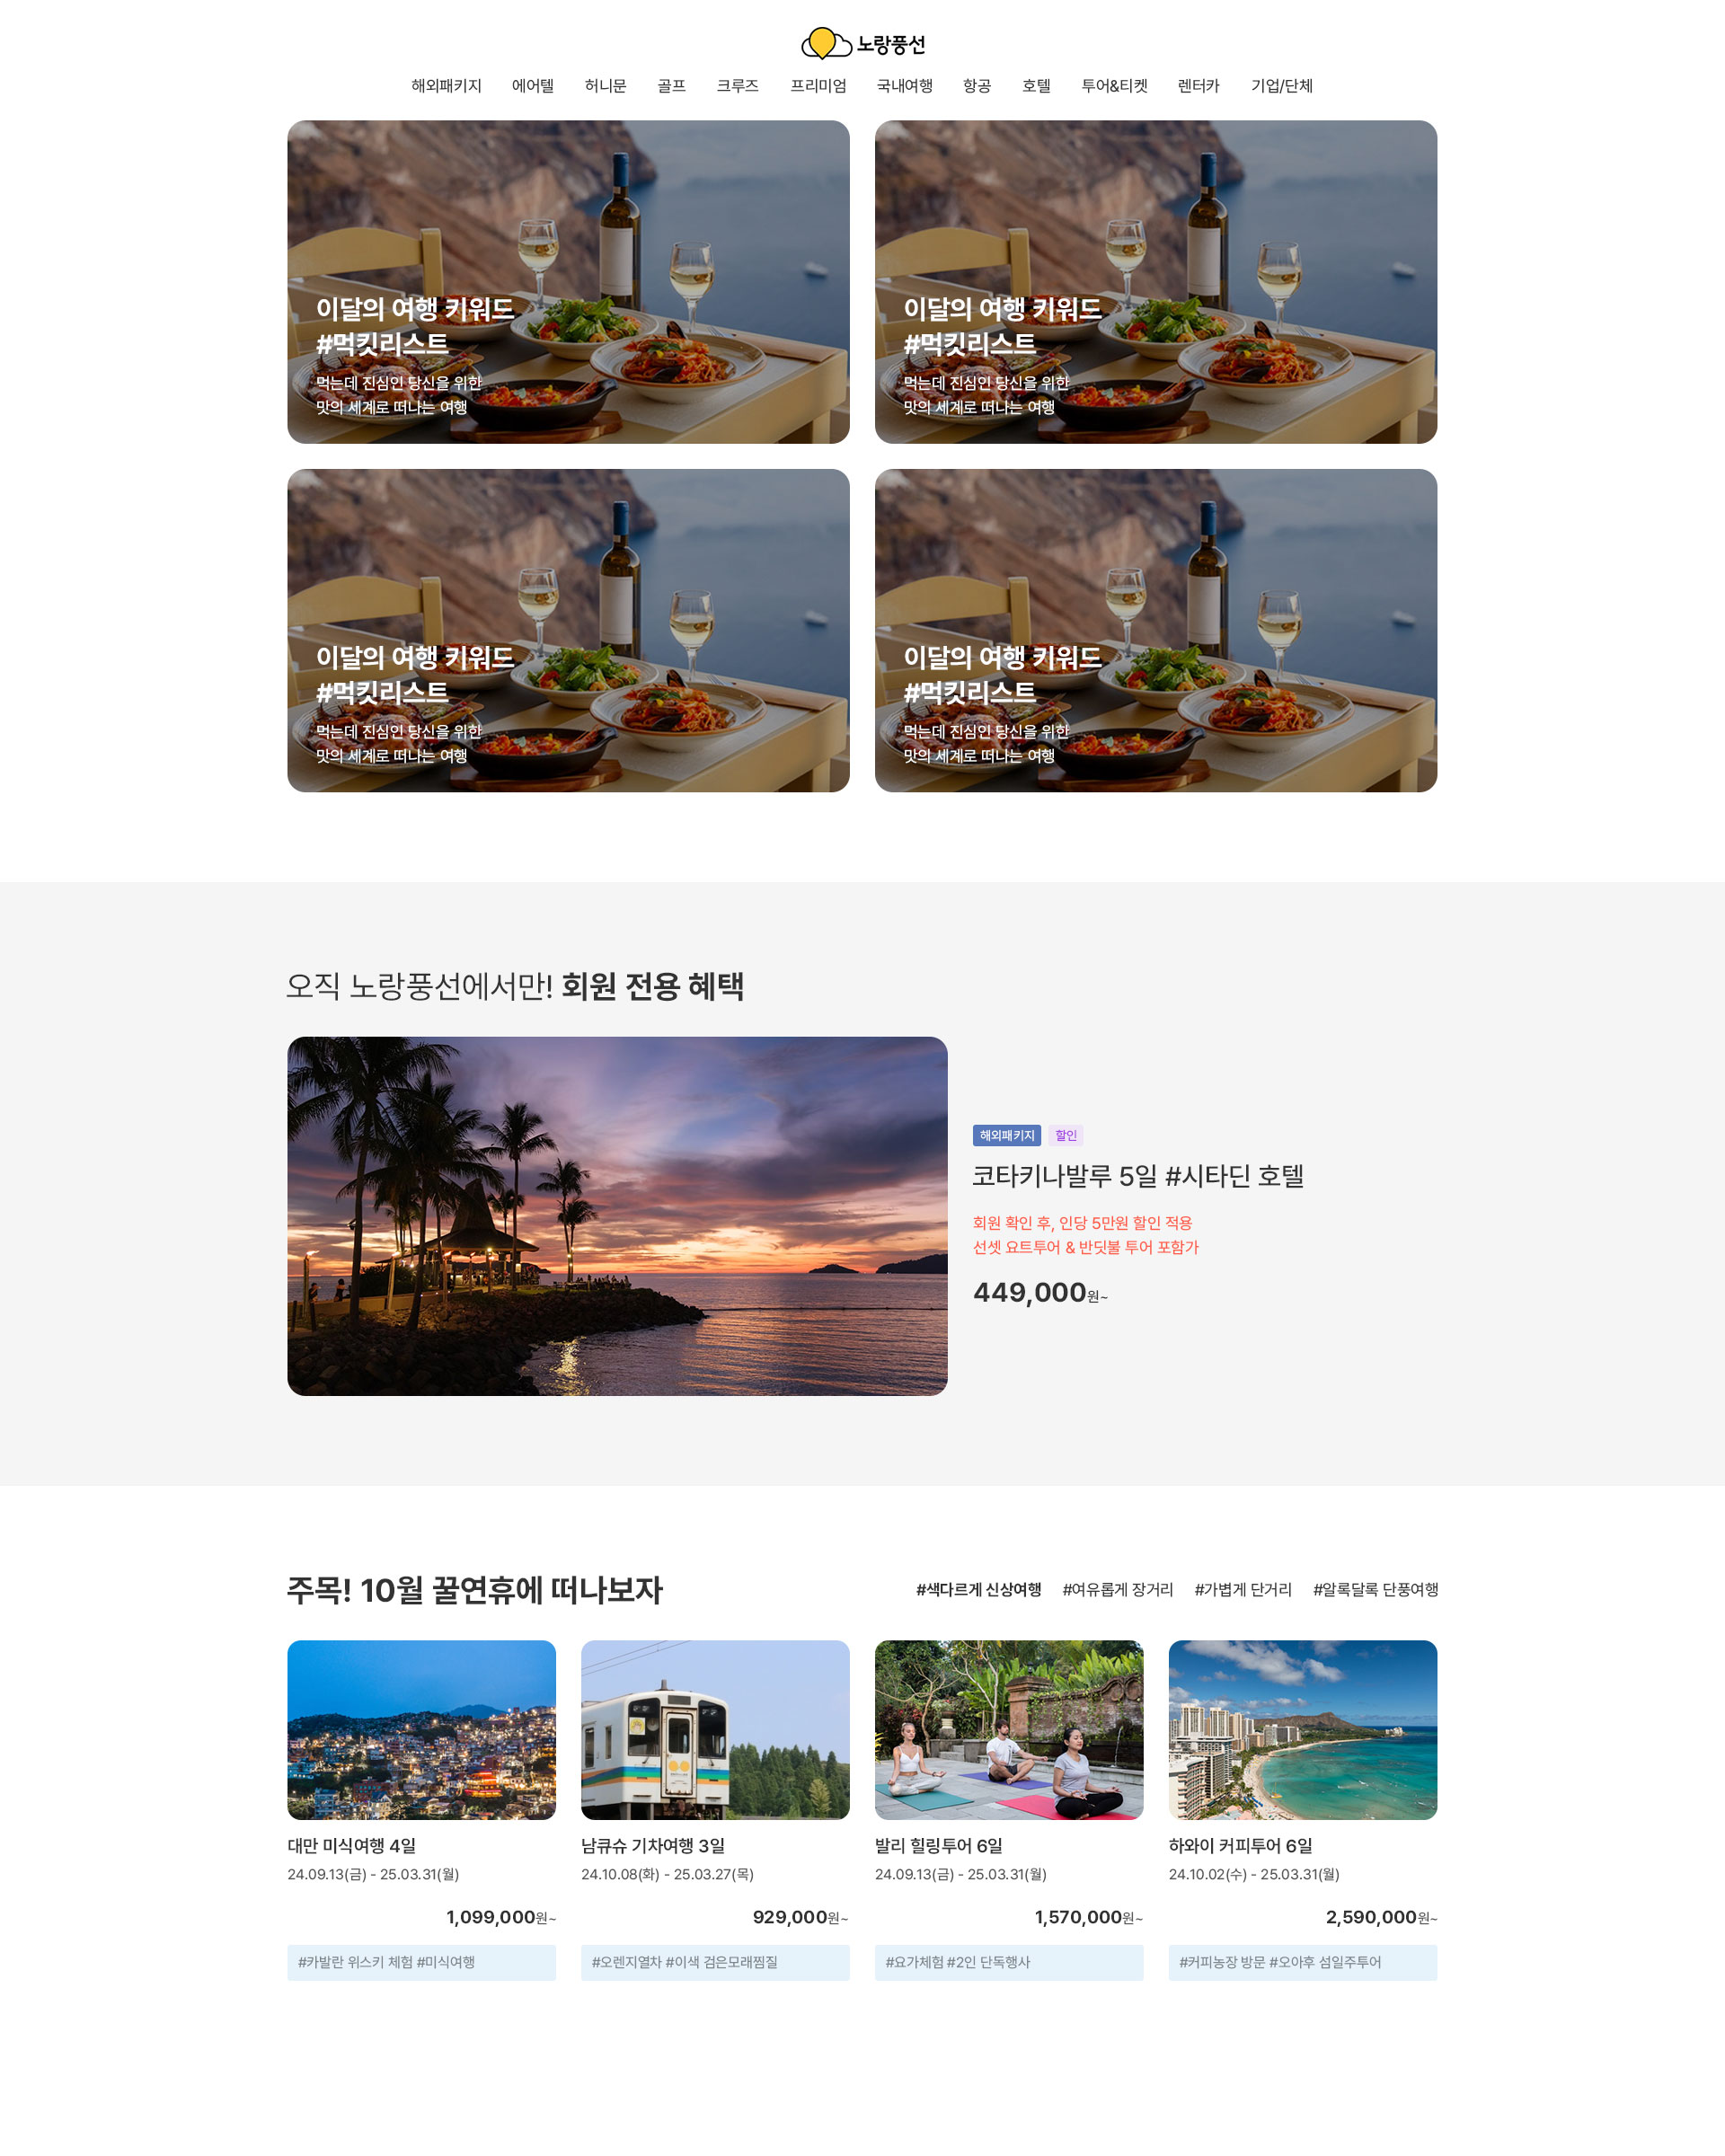 노랑풍선
해외패키지 에어텔 허니문 골프 크루즈 프리미엄 국내여행 항공 호텔 투어&티켓 렌터카 기업/단체
이달의 여행 키워드
#먹킷리스트
먹는데 진심인 당신을 위한
맛의 세계로 떠나는 여행
이달의 여행 키워드
#먹킷리스트
먹는데 진심인 당신을 위한
맛의 세계로 떠나는 여행
이달의 여행 키워드
#먹킷리스트
먹는데 진심인 당신을 위한
맛의 세계로 떠나는 여행
이달의 여행 키워드
#먹킷리스트
먹는데 진심인 당신을 위한
맛의 세계로 떠나는 여행
오직 노랑풍선에서만! 회원 전용 혜택
해외패키지 할인
코타키나발루 5일 #시타딘 호텔
회원 확인 후, 인당 5만원 할인 적용
선셋 요트투어 & 반딧불 투어 포함가
449,000원~
주목! 10월 꿀연휴에 떠나보자
#색다르게 신상여행 #여유롭게 장거리 #가볍게 단거리 #알록달록 단풍여행
대만 미식여행 4일
24.09.13(금) - 25.03.31(월)
1,099,000원~
#카발란 위스키 체험 #미식여행
남큐슈 기차여행 3일
24.10.08(화) - 25.03.27(목)
929,000원~
#오렌지열차 #이색 검은모래찜질
발리 힐링투어 6일
24.09.13(금) - 25.03.31(월)
1,570,000원~
#요가체험 #2인 단독행사
하와이 커피투어 6일
24.10.02(수) - 25.03.31(월)
2,590,000원~
#커피농장 방문 #오아후 섬일주투어